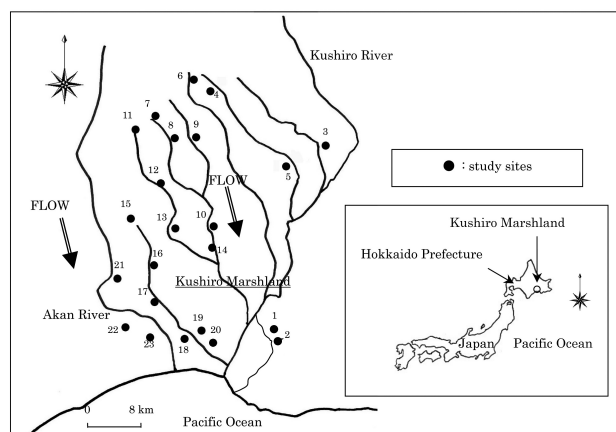 Kushiro River
6
4
7
11
8
9
3
: study sites
12
5
FLOW
FLOW
15
10
13
14
Kushiro Marshland
Hokkaido Prefecture
16
Kushiro Marshland
21
17
Akan River
19
1
22
20
2
23
18
Japan
Pacific Ocean
0 8 km
Pacific Ocean